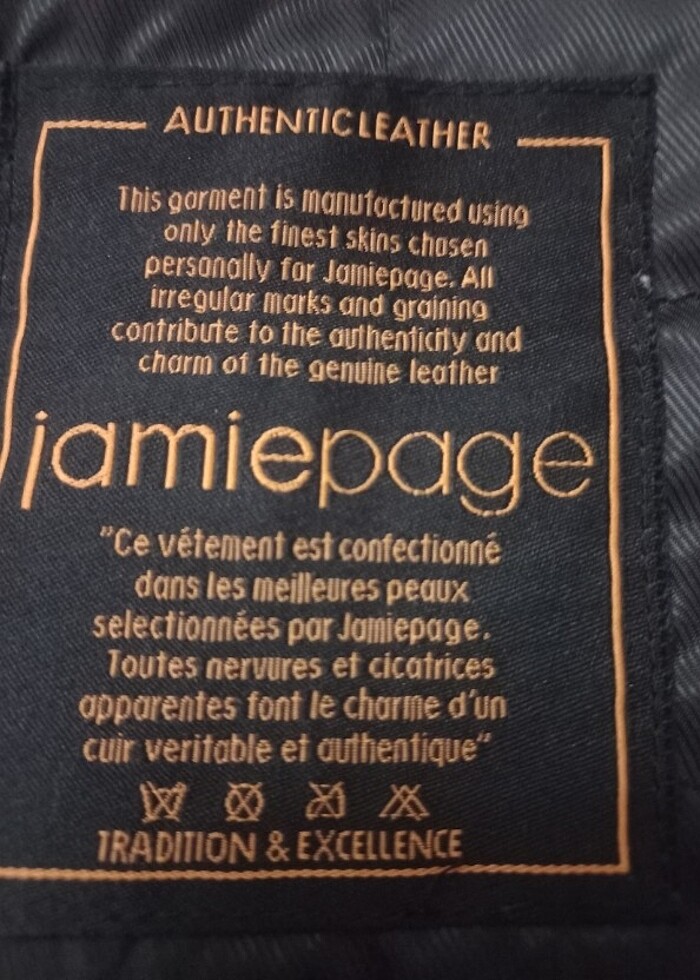 AUTHENTIC LEATHER
This garment is manufactured using
only the finest skins chosen
personally for Jamiepage. All
irregular marks and graining
contribute to the authenticity and
charm of the genuine leather
jamiepage
"Ce vétement est confectionné
dans les meilleures peaux
selectionnées par Jamiepage.
Toutes nervures et cicatrices
apparentes font le charme d'un
cuir veritable et authentique"
TRADITION & EXCELLENCE